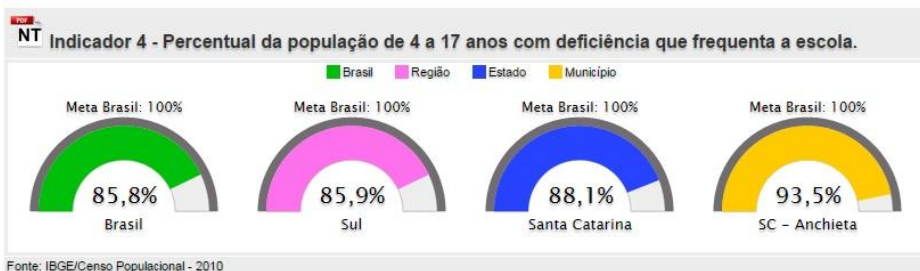 PDF
NT Indicador 4 - Percentual da população de 4 a 17 anos com deficiência que frequenta a escola.
Brasil Região Estado Município
Meta Brasil: 100% Meta Brasil: 100% Meta Brasil: 100% Meta Brasil: 100%
85,8% 85,9% 88,1% 93,5%
Brasil Sul Santa Catarina SC - Anchieta
Fonte: IBGE/Censo Populacional - 2010